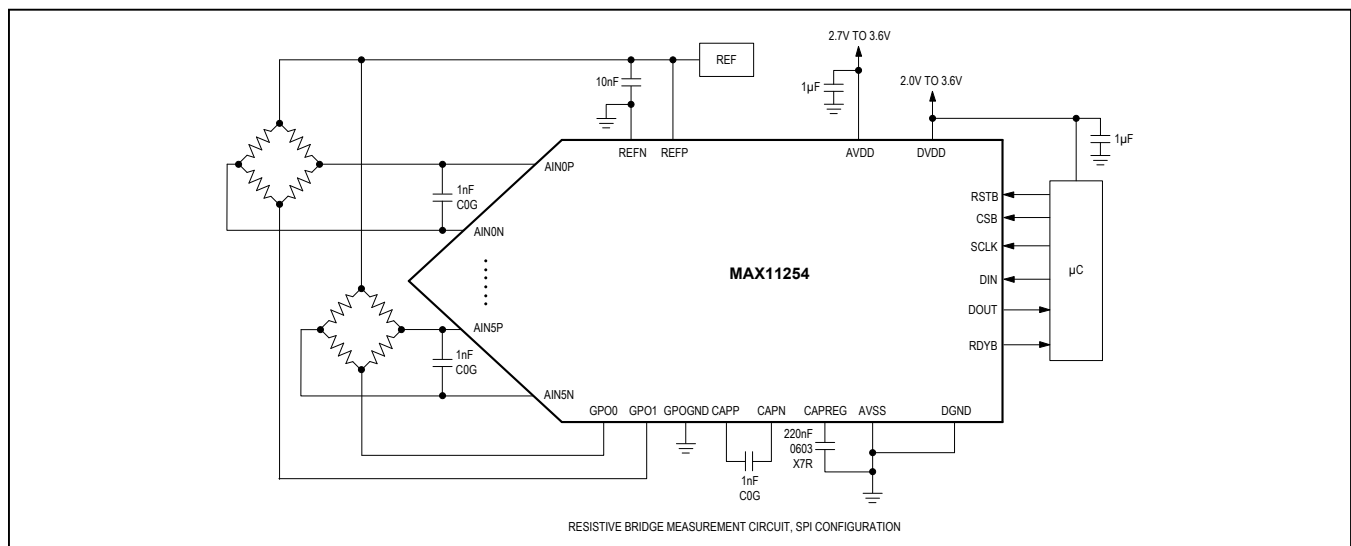 2.7V TO 3.6V
REF
2.0V TO 3.6V
10nF
1µF
1µF
REFN
REFP
AVDD
DVDD
AIN0P
1nF
C0G
AIN0N
RSTB
CSB
SCLK
DIN
DOUT
RDYB
µC
MAX11254
AIN5P
1nF
C0G
AIN5N
GPO0
GPO1
GPOGND
CAPP
CAPN
CAPREG
AVSS
DGND
220nF
0603
X7R
1nF
C0G
RESISTIVE BRIDGE MEASUREMENT CIRCUIT, SPI CONFIGURATION